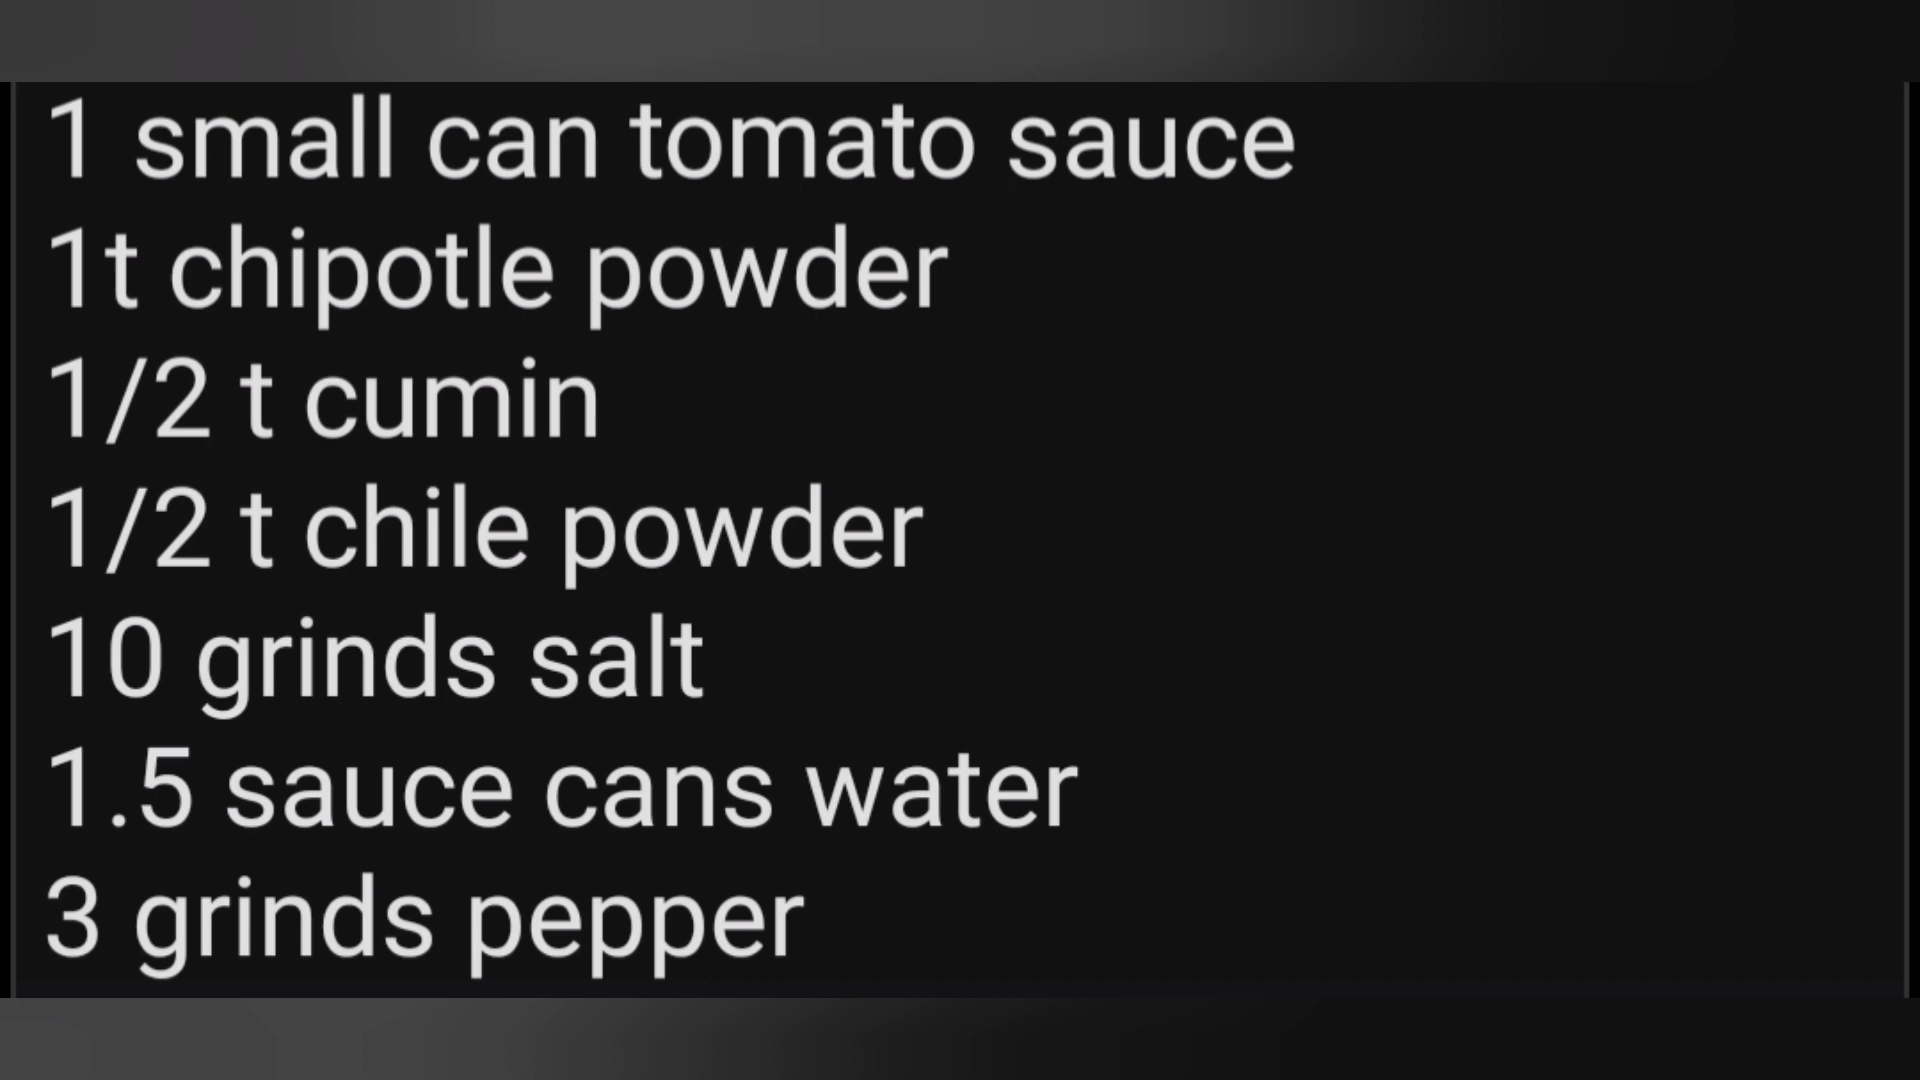 1 small can tomato sauce
1t chipotle powder
1/2 t cumin
1/2 t chile powder
10 grinds salt
1.5 sauce cans water
3 grinds pepper